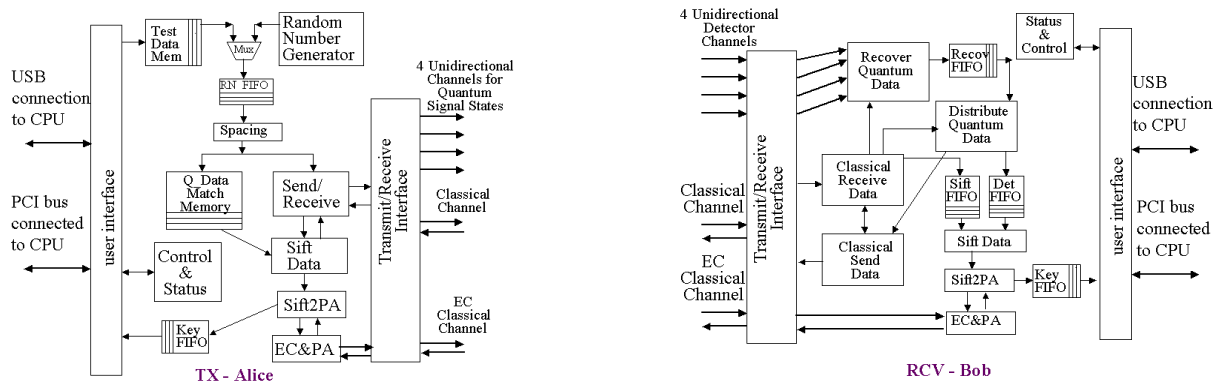 Test
Data
Mem
Mux
Random
Number
Generator
RN FIFO
Spacing
4 Unidirectional
Channels for
Quantum
Signal States
USB
connection
to CPU
PCI bus
connected
to CPU
user interface
Q_Data
Match
Memory
Send/
Receive
Transmit/Receive
Interface
Classical
Channel
Sift
Data
Control
&
Status
Sift2PA
Key
FIFO
EC&PA
EC
Classical
Channel
TX - Alice
4 Unidirectional
Detector
Channels
Transmit/Receive
Interface
Recover
Quantum
Data
Recov
FIFO
Status
&
Control
Distribute
Quantum
Data
Classical
Receive
Data
Sift
FIFO
Det
FIFO
Classical
Channel
Classical
Send
Data
Sift Data
EC
Classical
Channel
Sift2PA
Key
FIFO
EC&PA
user interface
USB
connection
to CPU
PCI bus
connected
to CPU
RCV - Bob